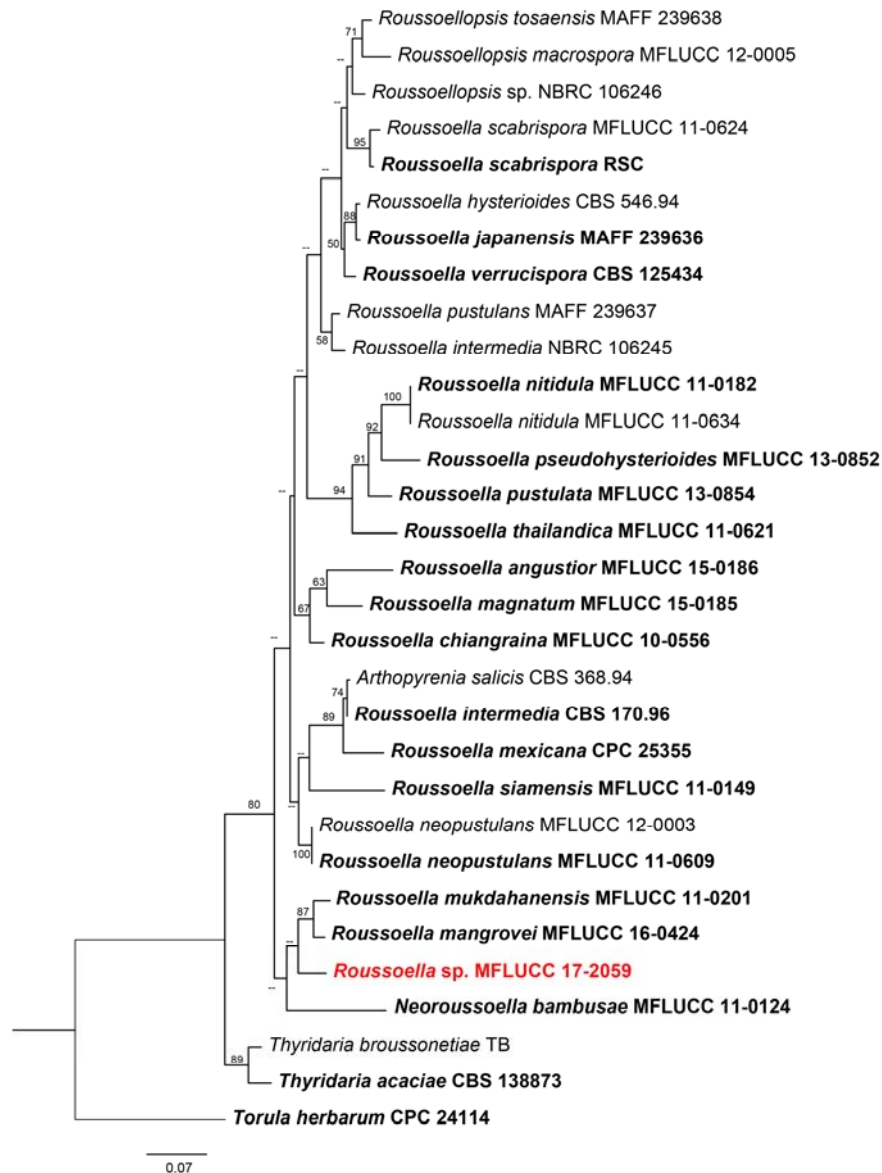 Roussoellopsis tosaensis MAFF 239638
71
Roussoellopsis macrospora MFLUCC 12-0005
--
Roussoellopsis sp. NBRC 106246
--
Roussoella scabrispora MFLUCC 11-0624
95
Roussoella scabrispora RSC
--
Roussoella hysterioides CBS 546.94
88
Roussoella japanensis MAFF 239636
50
--
Roussoella verrucispora CBS 125434
Roussoella pustulans MAFF 239637
58
Roussoella intermedia NBRC 106245
--
Roussoella nitidula MFLUCC 11-0182
100
Roussoella nitidula MFLUCC 11-0634
92
Roussoella pseudohysterioides MFLUCC 13-0852
91
94
Roussoella pustulata MFLUCC 13-0854
--
Roussoella thailandica MFLUCC 11-0621
Roussoella angustior MFLUCC 15-0186
63
Roussoella magnatum MFLUCC 15-0185
67
Roussoella chiangraina MFLUCC 10-0556
--
Arthopyrenia salicis CBS 368.94
74
Roussoella intermedia CBS 170.96
89
Roussoella mexicana CPC 25355
--
Roussoella siamensis MFLUCC 11-0149
80
--
Roussoella neopustulans MFLUCC 12-0003
100
Roussoella neopustulans MFLUCC 11-0609
Roussoella mukdahanensis MFLUCC 11-0201
87
Roussoella mangrovei MFLUCC 16-0424
--
Roussoella sp. MFLUCC 17-2059
--
Neoroussoella bambusae MFLUCC 11-0124
Thyridaria broussonetiae TB
89
Thyridaria acaciae CBS 138873
Torula herbarum CPC 24114
0.07